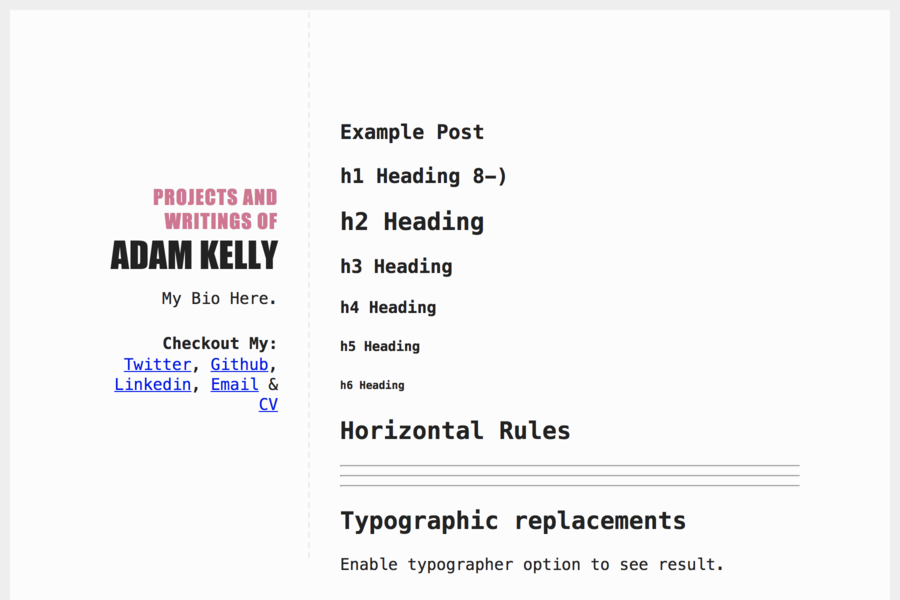 PROJECTS AND
WRITINGS OF
ADAM KELLY
My Bio Here.
Checkout My:
Twitter, Github,
Linkedin, Email &
CV
Example Post
h1 Heading 8-)
h2 Heading
h3 Heading
h4 Heading
h5 Heading
h6 Heading
Horizontal Rules
Typographic replacements
Enable typographer option to see result.